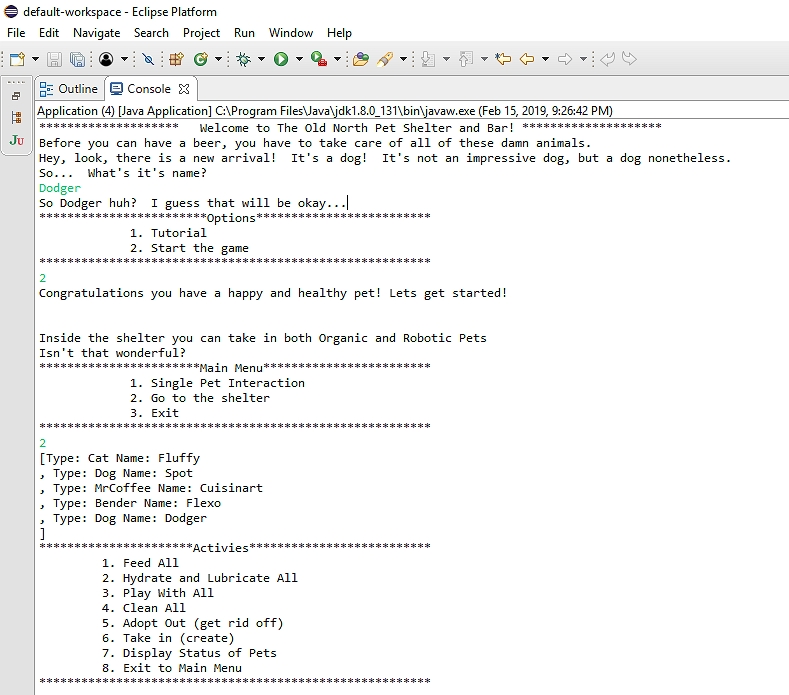 default-workspace - Eclipse Platform
File Edit Navigate Search Project Run Window Help
Outline Console
Application (4) [Java Application] C:\Program Files\Java\jdk1.8.0_131\bin\javaw.exe (Feb 15, 2019, 9:26:42 PM)
JU
******************** Welcome to The Old North Pet Shelter and Bar! ********************
Before you can have a beer, you have to take care of all of these damn animals.
Hey, look, there is a new arrival! It's a dog! It's not an impressive dog, but a dog nonetheless.
So... What's it's name?
Dodger
So Dodger huh? I guess that will be okay...
************************Options*************************
1. Tutorial
2. Start the game
********************************************************
2
Congratulations you have a happy and healthy pet! Lets get started!
Inside the shelter you can take in both Organic and Robotic Pets
Isn't that wonderful?
***********************Main Menu************************
1. Single Pet Interaction
2. Go to the shelter
3. Exit
********************************************************
2
[Type: Cat Name: Fluffy
, Type: Dog Name: Spot
, Type: MrCoffee Name: Cuisinart
, Type: Bender Name: Flexo
, Type: Dog Name: Dodger
]
**********************Activies**************************
1. Feed All
2. Hydrate and Lubricate All
3. Play With All
4. Clean All
5. Adopt Out (get rid off)
6. Take in (create)
7. Display Status of Pets
8. Exit to Main Menu
********************************************************